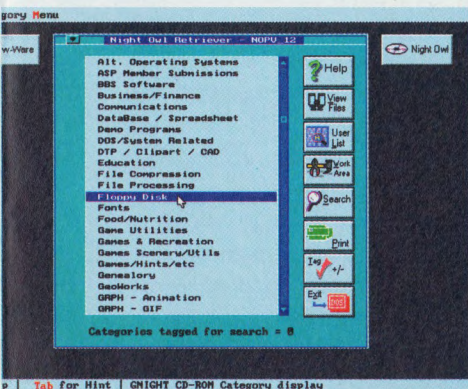 gory Menu
w-Ware
Night Owl Retriever - NOPV_12
Night Owl
Alt. Operating Systems
ASP Member Submissions
BBS Software
Business/Finance
Communications
DataBase / Spreadsheet
Demo Programs
DOS/System Related
DTP / Clipart / CAD
Education
File Compression
File Processing
Floppy Disk
Fonts
Food/Nutrition
Game Utilities
Games & Recreation
Games Scenery/Utils
Games/Hints/etc
Genealogy
GeoWorks
GRPH - Animation
GRPH - GIF
Help
View
Files
User
List
Work
Area
Search
Print
Tag
+/-
Exit
DOS
Categories tagged for search = 0
p | Tab for Hint | GNIGHT CD-ROM Category display